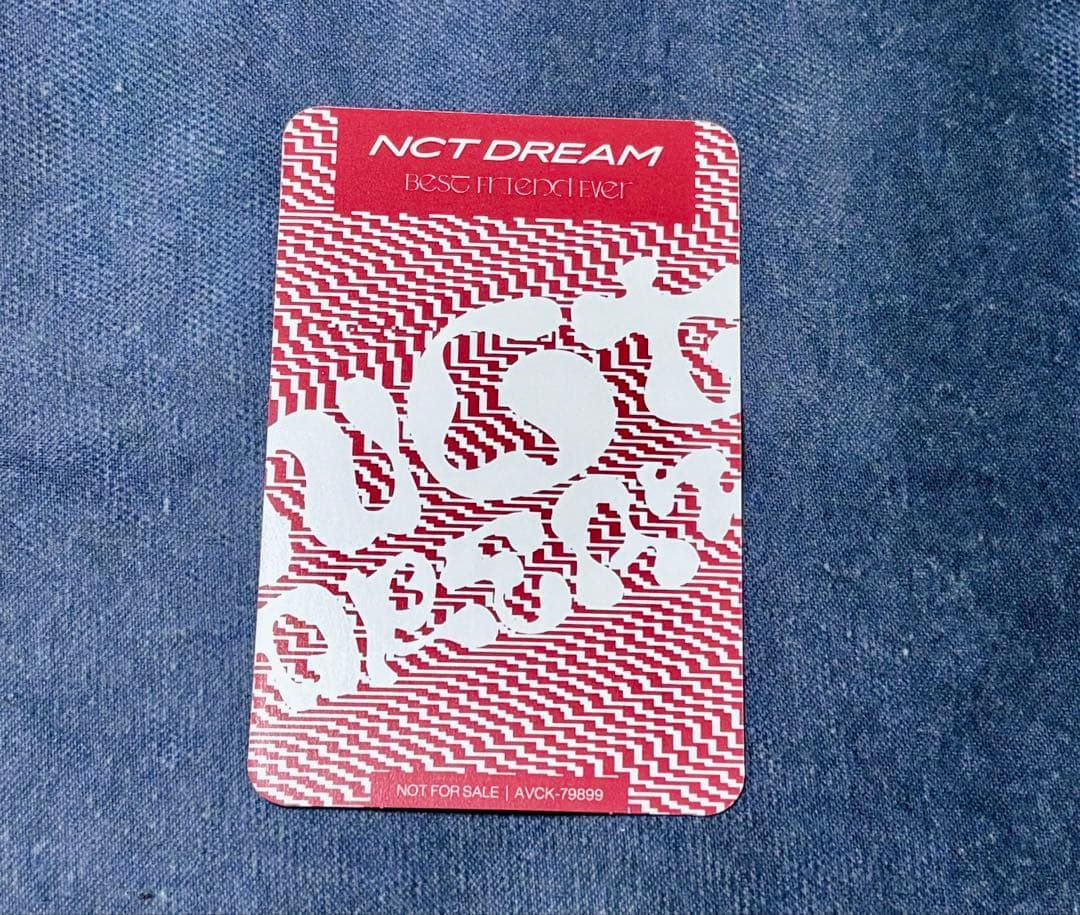 NCT DREAM
Best Friend Ever
NOT FOR SALE | AVCK-79899